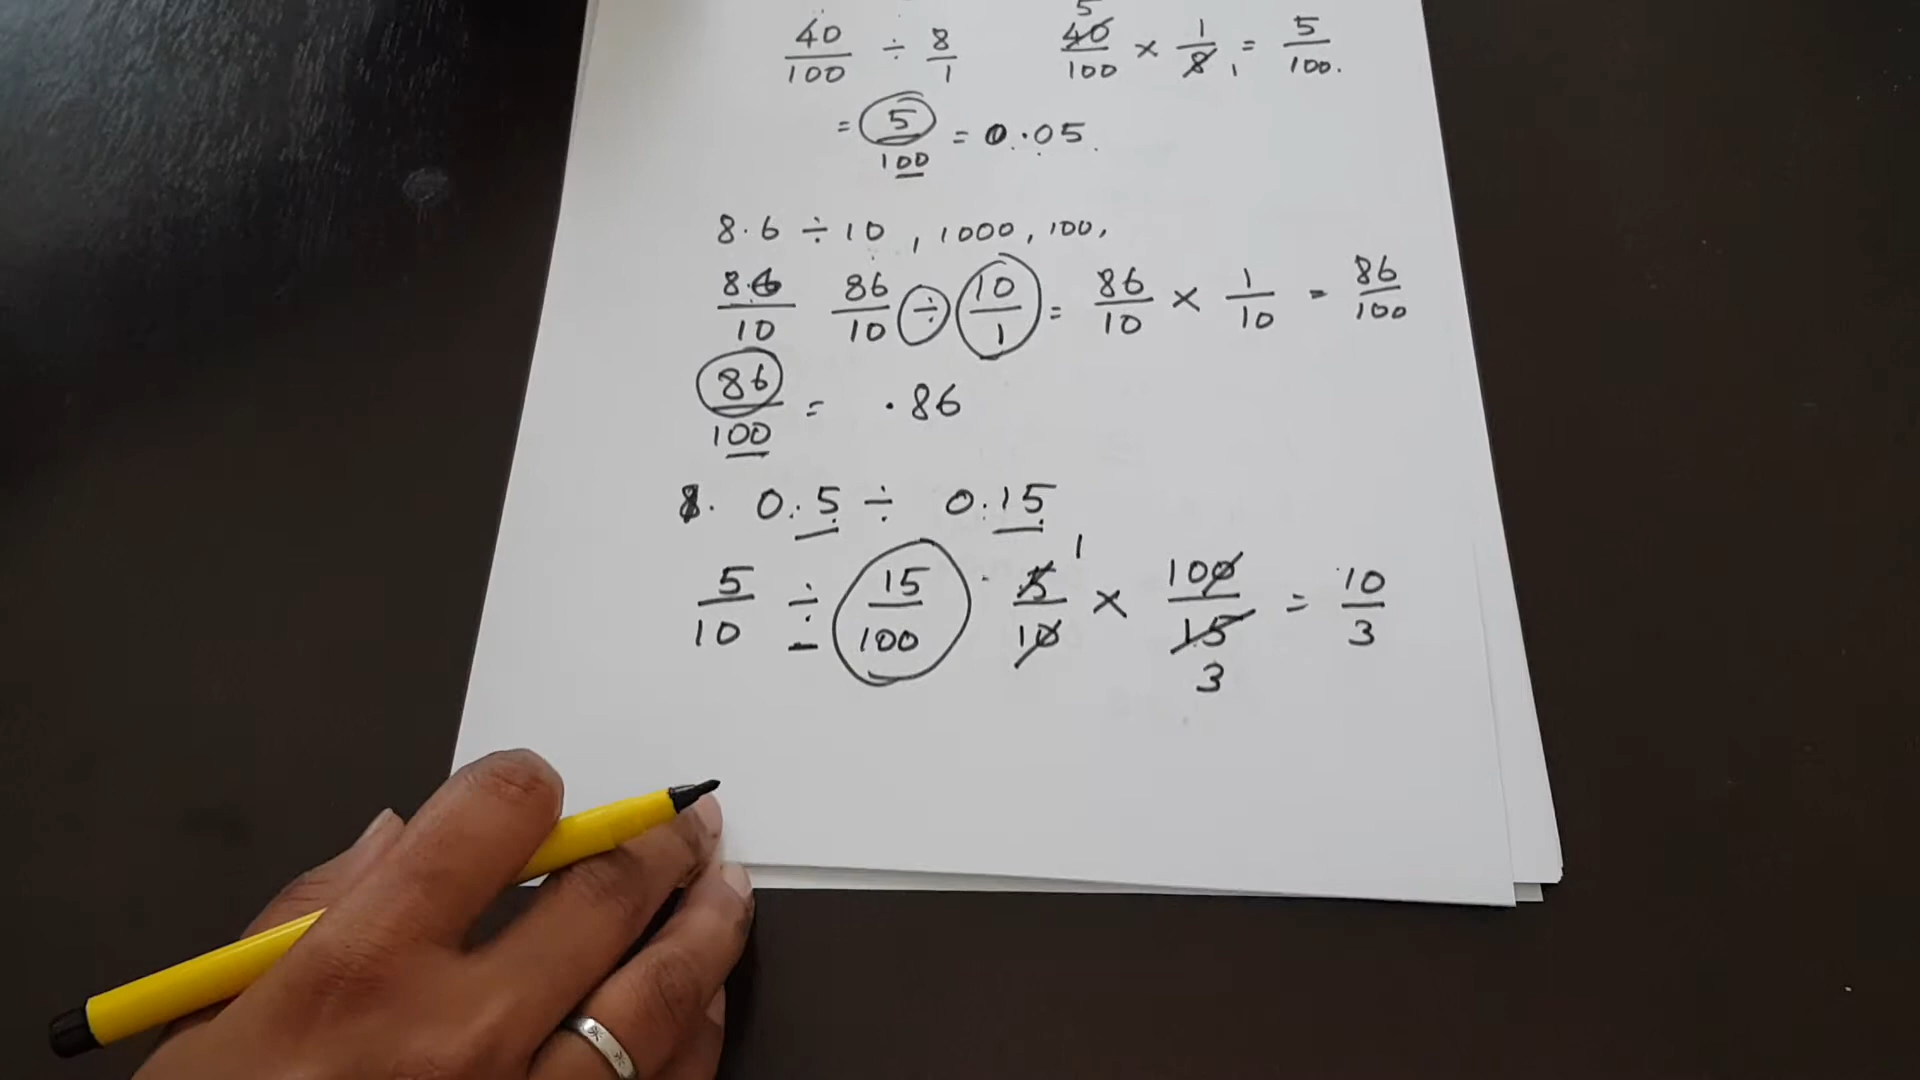 40/100 ÷ 8/1    5 40/100 × 1/8 1 = 5/100.
= 5/100 = 0.05.
8.6 ÷ 10, 1000, 100,
8.6/10 86/10 ÷ 10/1 = 86/10 × 1/10 = 86/100
86/100 = .86
0.5 ÷ 0.15
5/10 ÷ 15/100 5/10 1 × 100/15 3 = 10/3